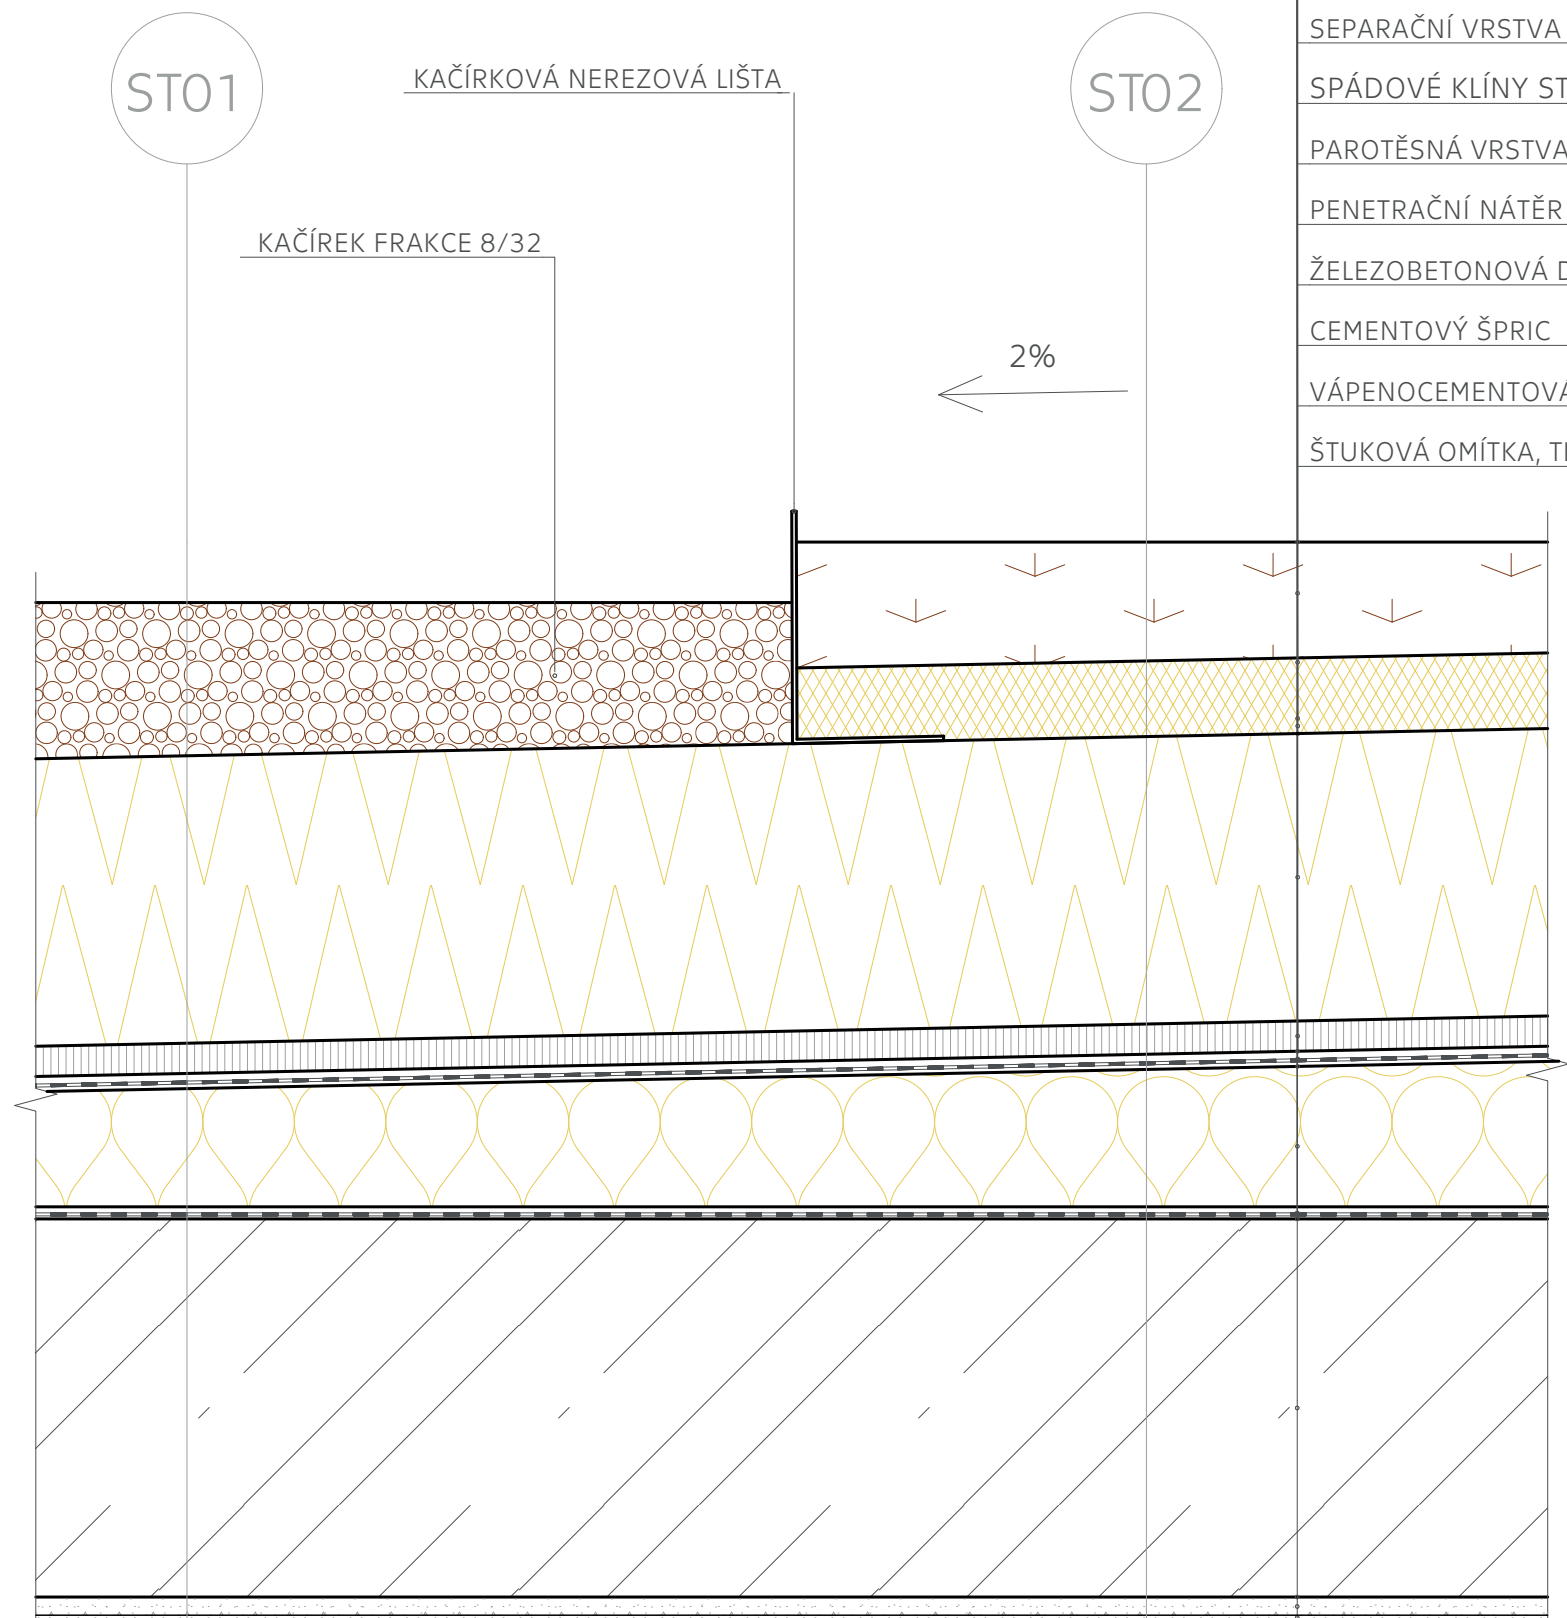 ST01
KAČÍRKOVÁ NEREZOVÁ LIŠTA
ST02
KAČÍREK FRAKCE 8/32
2%
SEPARAČNÍ VRSTVA
SPÁDOVÉ KLÍNY
PAROTĚSNÁ VRSTVA
PENETRAČNÍ NÁTĚR
ŽELEZOBETONOVÁ
CEMENTOVÝ ŠPRIC
VÁPENOCEMENTOVÁ
ŠTUKOVÁ OMÍTKA,